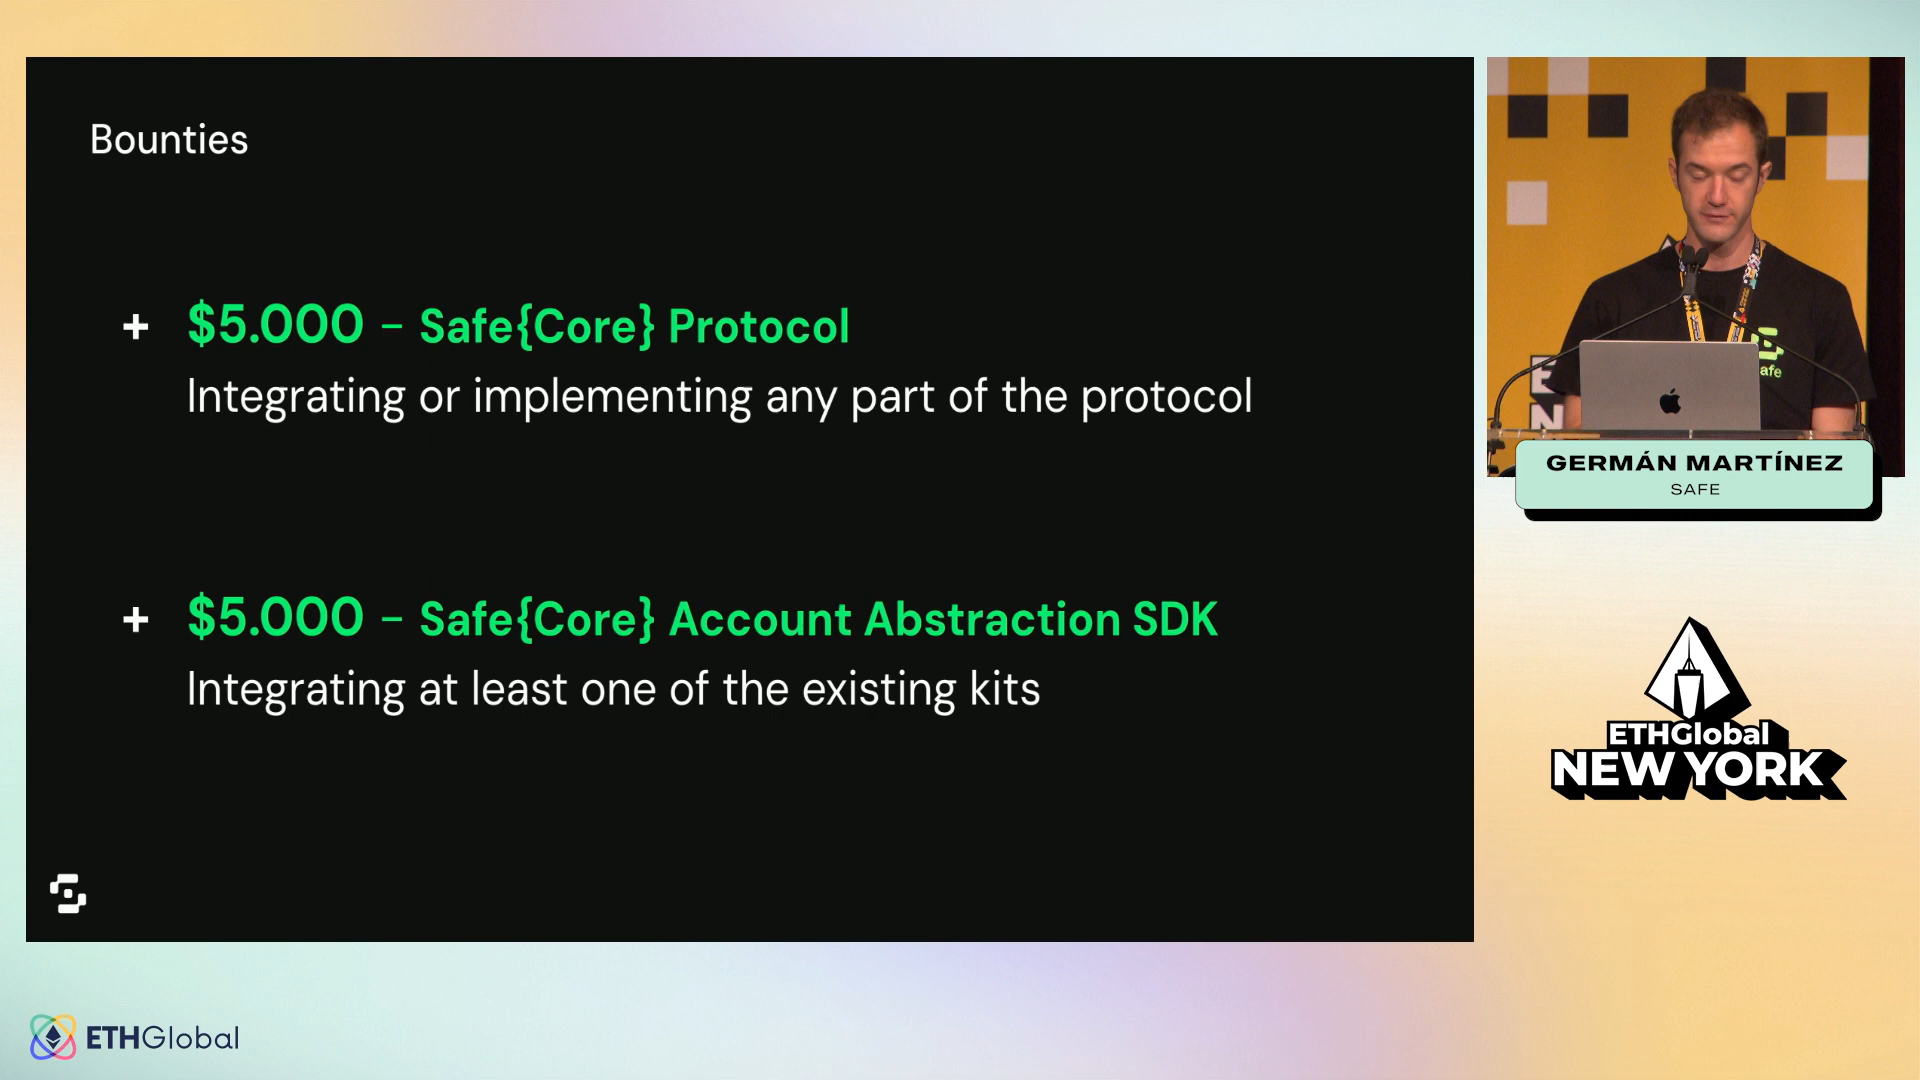 Bounties
+ $5.000 – Safe{Core} Protocol
Integrating or implementing any part of the protocol
+ $5.000 – Safe{Core} Account Abstraction SDK
Integrating at least one of the existing kits
afe
E
N
GERMÁN MARTÍNEZ
SAFE
ETHGlobal
NEW YORK
ETHGlobal